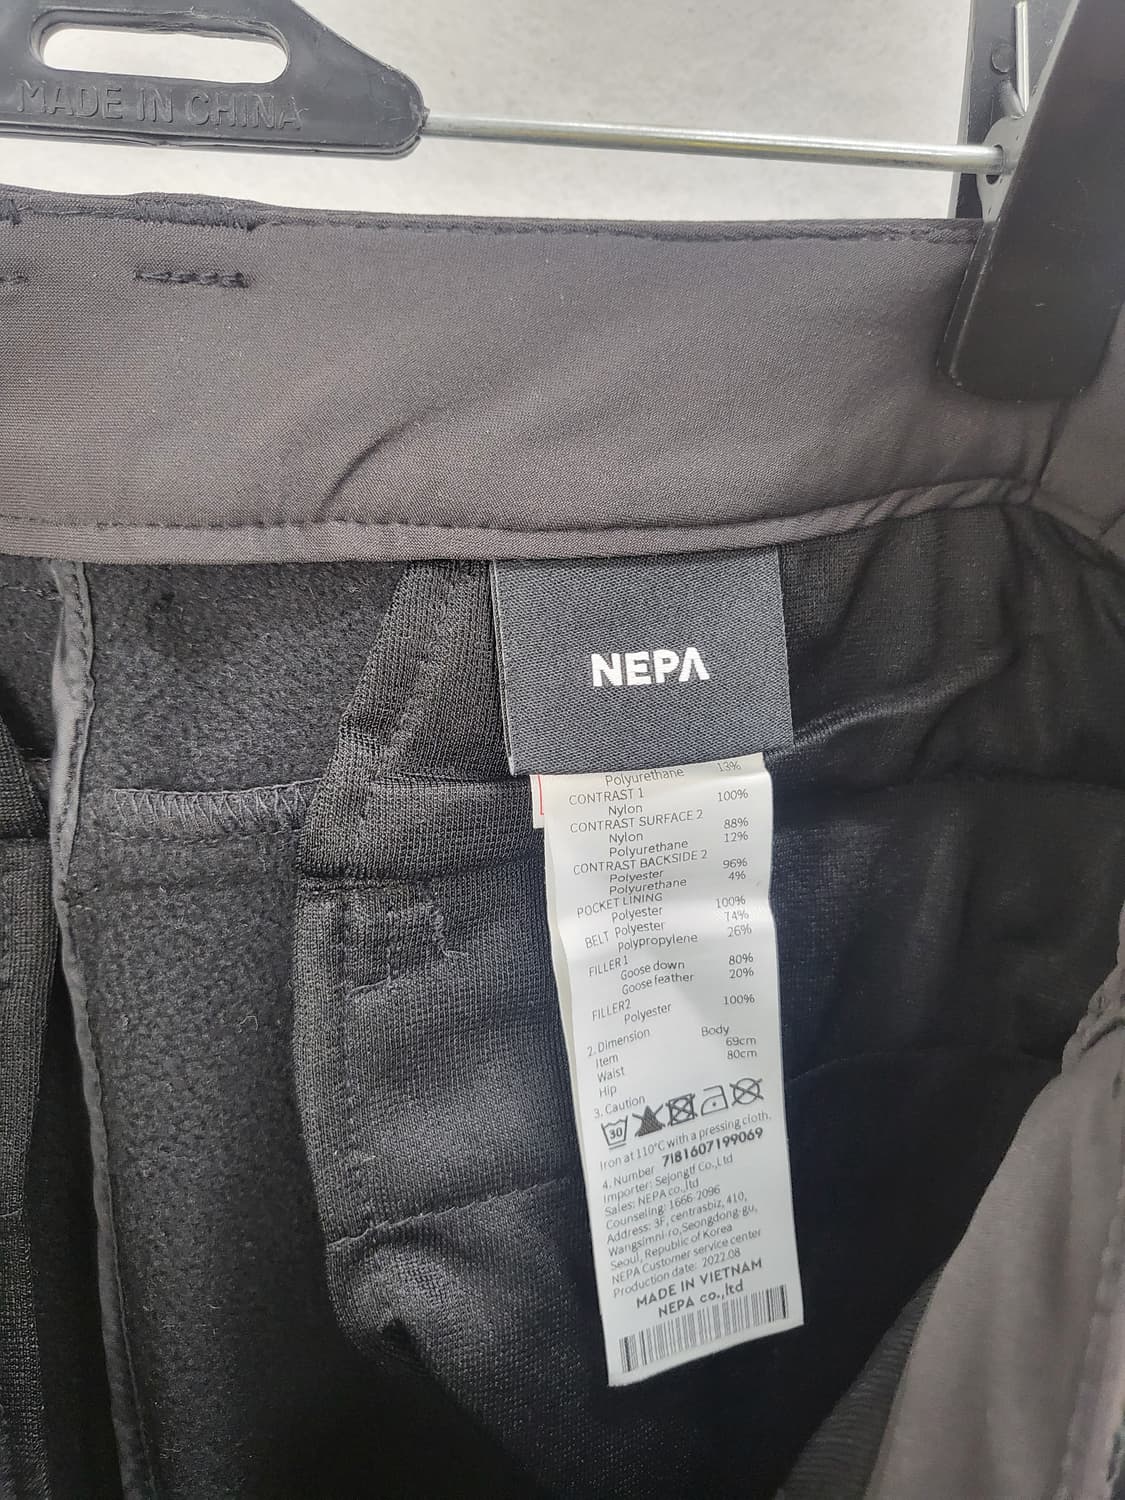 MADE IN CHINA
NEPA
Polyurethane 13%
CONTRAST 1
Nylon 100%
CONTRAST SURFACE 2
Nylon 88%
Polyurethane 12%
CONTRAST BACKSIDE 2
Polyester 96%
Polyurethane 4%
POCKET LINING
Polyester 100%
BELT Polyester 74%
polypropylene 26%
FILLER 1
Goose down 80%
Goose feather 20%
FILLER2
Polyester 100%
2. Dimension
Item Body
Waist 69cm
Hip 80cm
3. Caution
30
Iron at 110°C with a pressing cloth.
4. Number 7I81607199069
Importer: Sejongtf Co.,Ltd
Sales: NEPA co.,ltd
Counseling: 1666-2096
Address: 3F, centrasbiz, 410,
Wangsimni-ro, Seongdong-gu,
Seoul, Republic of Korea
NEPA Customer service center
Production date: 2022.08
MADE IN VIETNAM
NEPA co.,ltd